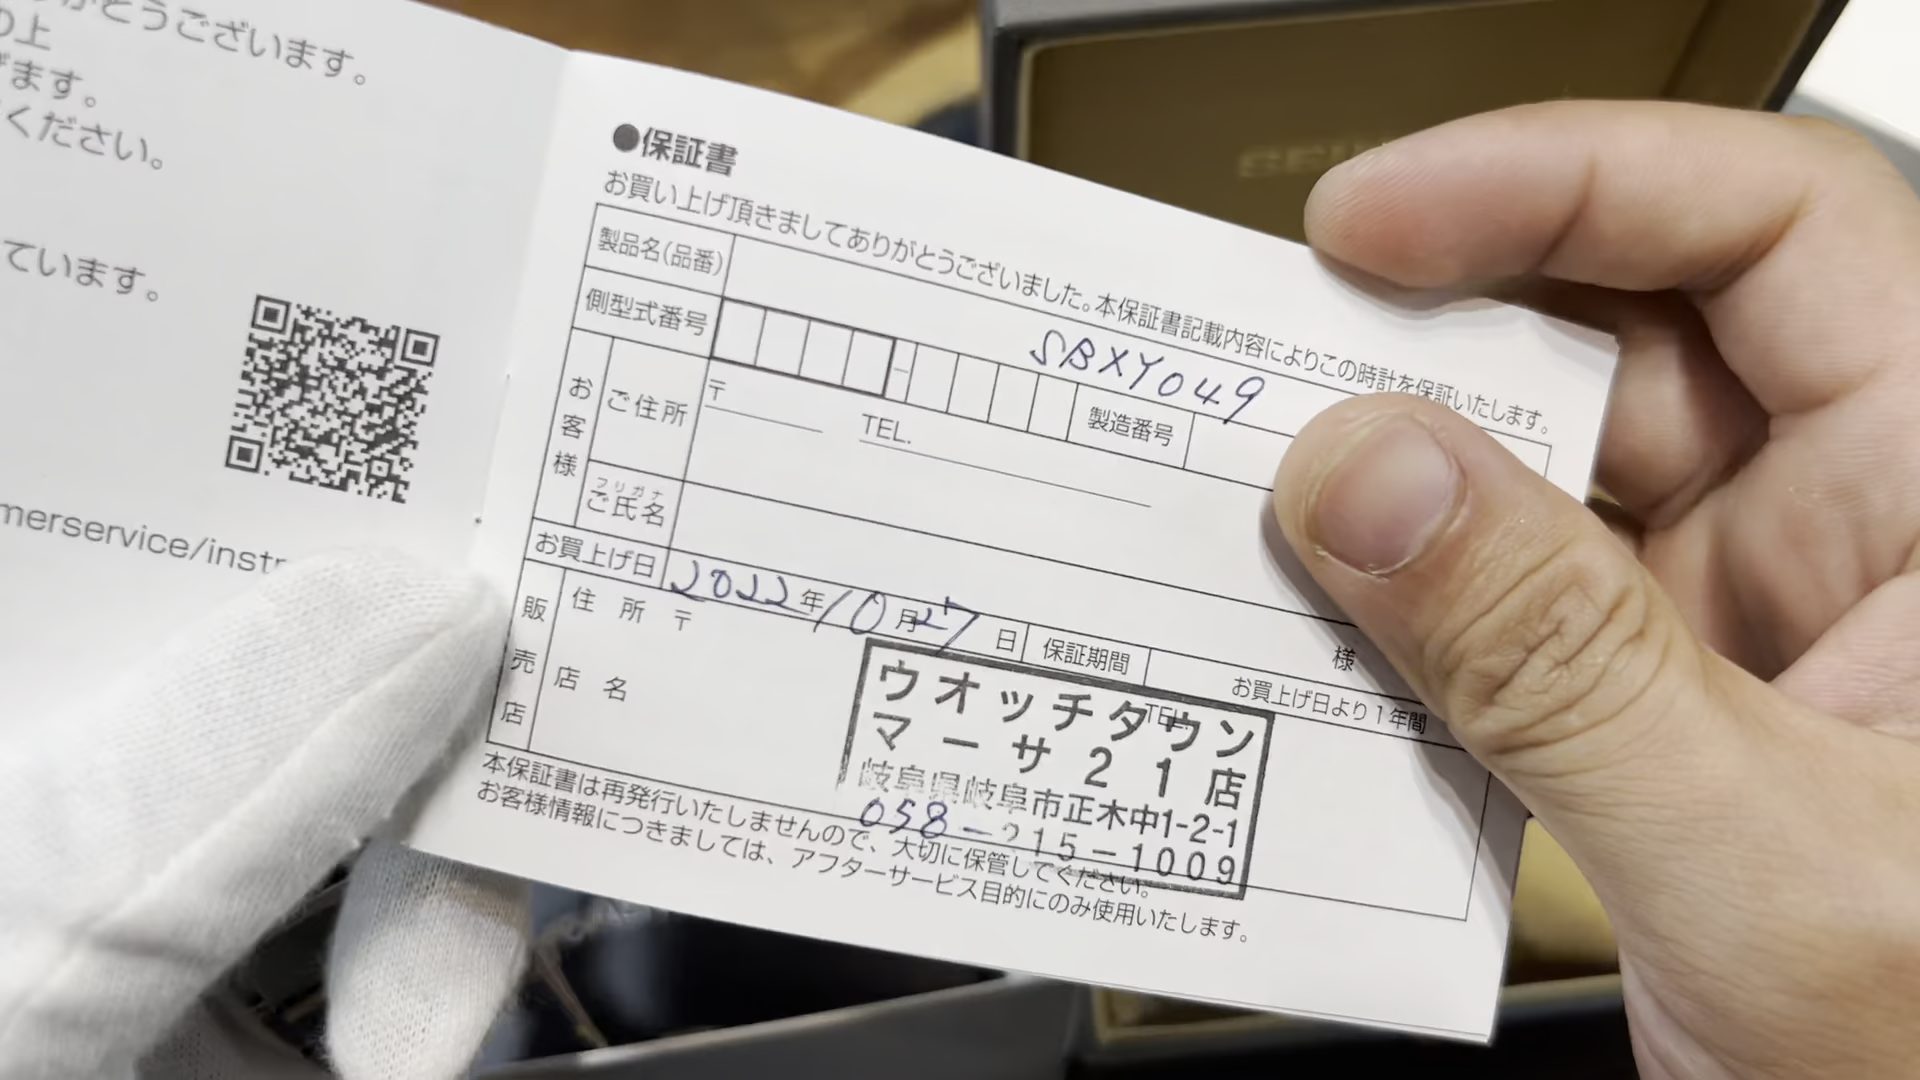 がとうございます。
の上
げます。
ください。
ています。
merservice/instr
●保証書
お買い上げ頂きましてありがとうございました。本保証書記載内容によりこの時計を保証いたします。
製品名(品番) SBXY049
側型式番号 - 製造番号
お客様
ご住所 〒 TEL.
フリガナ
ご氏名 様
お買上げ日 2022年10月27日 保証期間 お買上げ日より1年間
販売店
住所 〒 TEL.
店名
ウオッチタウン
マーサ21店
岐阜県岐阜市正木中1-2-1
058-215-1009
本保証書は再発行いたしませんので、大切に保管してください。
お客様情報につきましては、アフターサービス目的にのみ使用いたします。